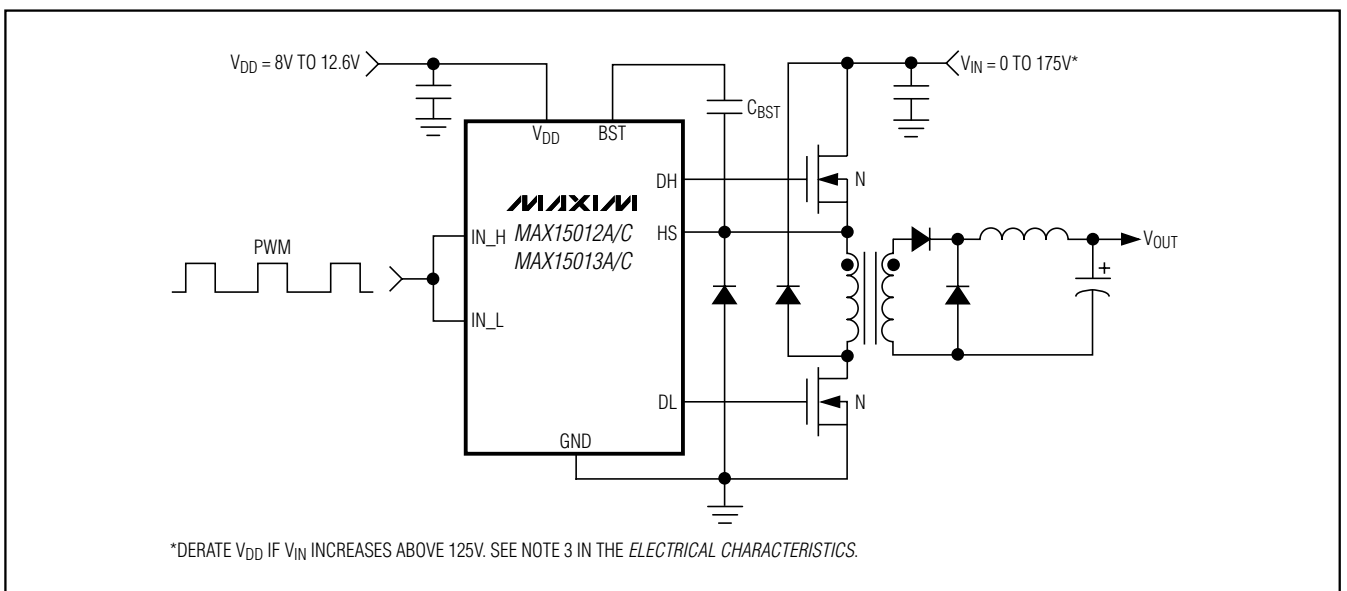 V_DD = 8V TO 12.6V
V_IN = 0 TO 175V*
C_BST
V_DD
BST
DH
N
MAXIM
MAX15012A/C
MAX15013A/C
IN_H
HS
PWM
V_OUT
+
IN_L
DL
N
GND
*DERATE V_DD IF V_IN INCREASES ABOVE 125V. SEE NOTE 3 IN THE ELECTRICAL CHARACTERISTICS.